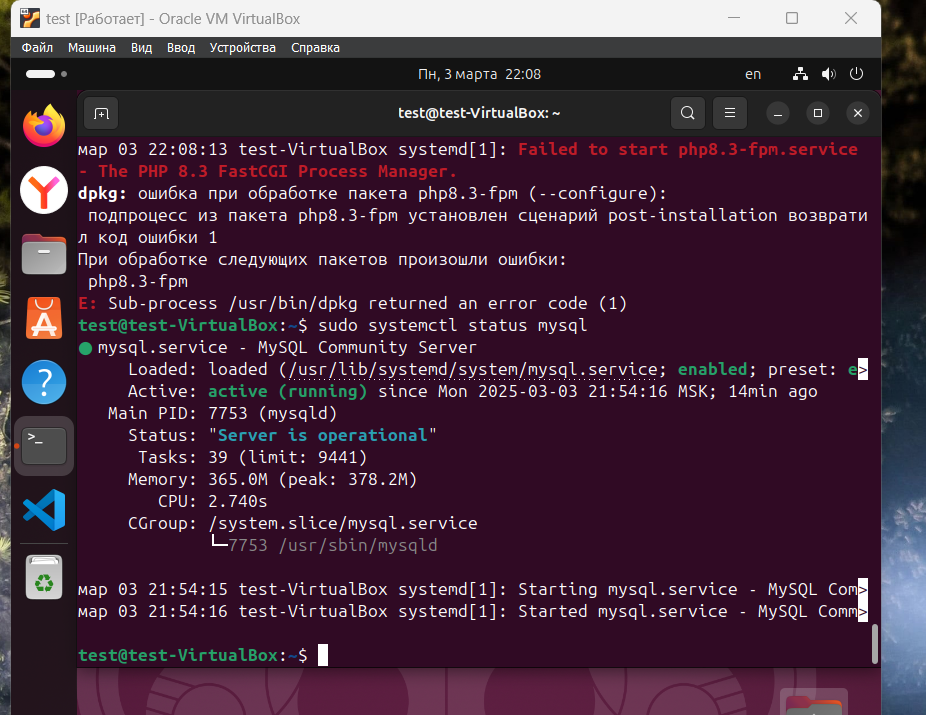 test [Работает] - Oracle VM VirtualBox
Файл Машина Вид Ввод Устройства Справка
Пн, 3 марта 22:08 en
test@test-VirtualBox: ~
мар 03 22:08:13 test-VirtualBox systemd[1]: Failed to start php8.3-fpm.service
- The PHP 8.3 FastCGI Process Manager.
dpkg: ошибка при обработке пакета php8.3-fpm (--configure):
подпроцесс из пакета php8.3-fpm установлен сценарий post-installation возврати
л код ошибки 1
При обработке следующих пакетов произошли ошибки:
php8.3-fpm
E: Sub-process /usr/bin/dpkg returned an error code (1)
test@test-VirtualBox:~$ sudo systemctl status mysql
● mysql.service - MySQL Community Server
Loaded: loaded (/usr/lib/systemd/system/mysql.service; enabled; preset: e>
Active: active (running) since Mon 2025-03-03 21:54:16 MSK; 14min ago
Main PID: 7753 (mysqld)
Status: "Server is operational"
Tasks: 39 (limit: 9441)
Memory: 365.0M (peak: 378.2M)
CPU: 2.740s
CGroup: /system.slice/mysql.service
└─7753 /usr/sbin/mysqld
мар 03 21:54:15 test-VirtualBox systemd[1]: Starting mysql.service - MySQL Com>
мар 03 21:54:16 test-VirtualBox systemd[1]: Started mysql.service - MySQL Comm>
test@test-VirtualBox:~$